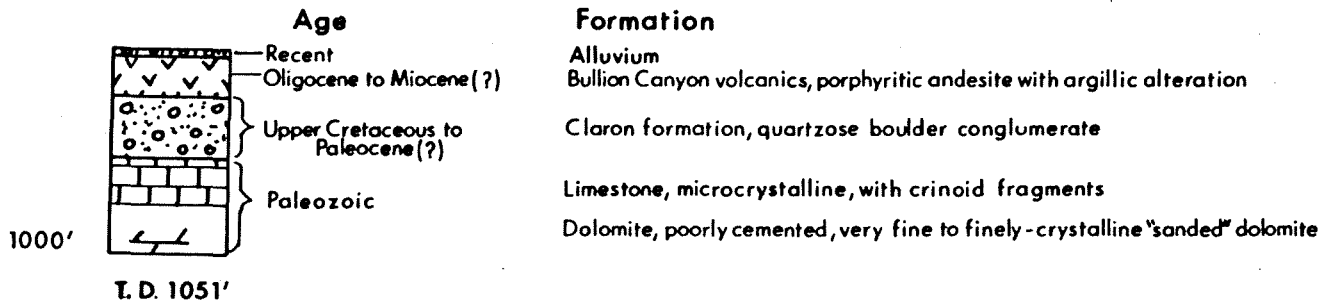 Age Formation
Recent Alluvium
Oligocene to Miocene(?) Bullion Canyon volcanics, porphyritic andesite with argillic alteration
Upper Cretaceous to Claron formation, quartzose boulder conglomerate
Paleocene(?)
Limestone, microcrystalline, with crinoid fragments
Paleozoic
Dolomite, poorly cemented, very fine to finely-crystalline "sanded" dolomite
1000'
T. D. 1051'